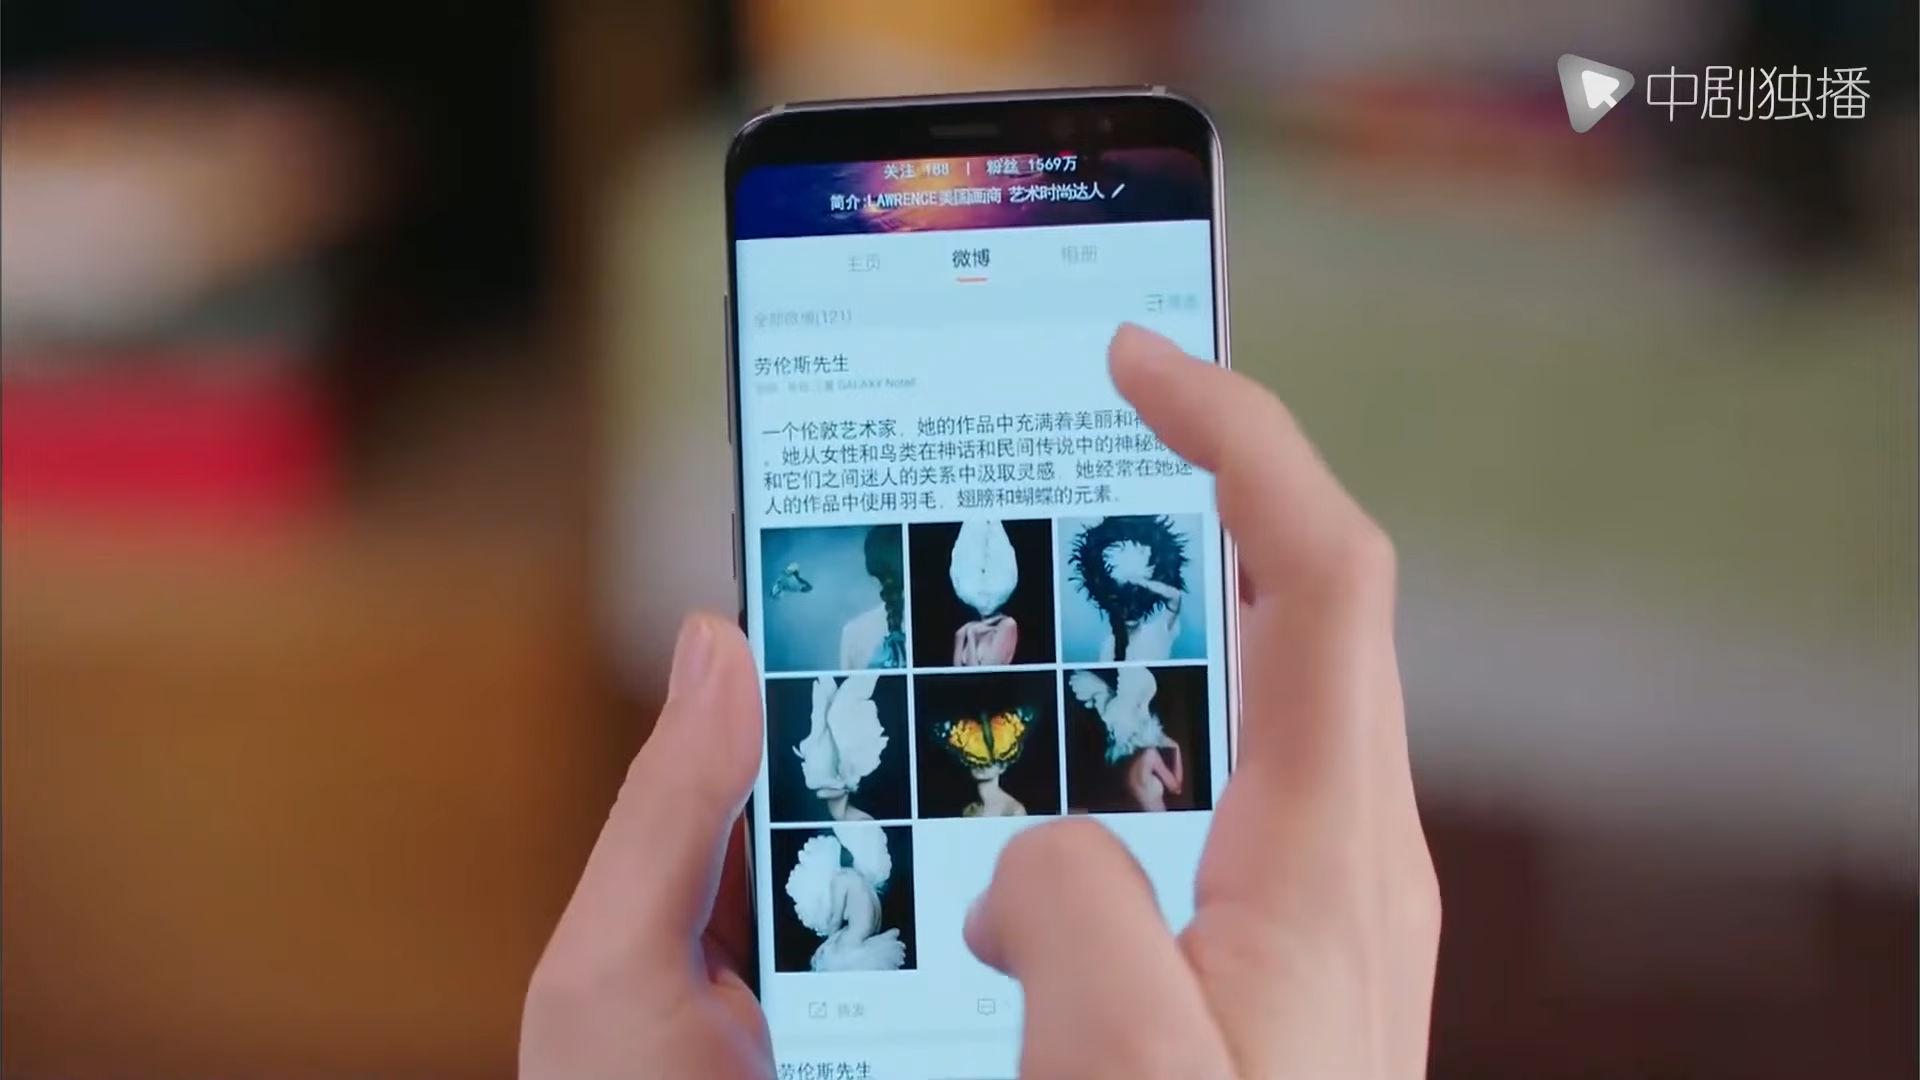 中剧独播
关注 188 | 粉丝 1569万
简介:LAWRENCE美国画商 艺术时尚达人
主页 微博 相册
全部微博(121)
劳伦斯先生
GALAXY Note8
一个伦敦艺术家,她的作品中充满着美丽和
。她从女性和鸟类在神话和民间传说中的神秘
和它们之间迷人的关系中汲取灵感,她经常在她迷
人的作品中使用羽毛、翅膀和蝴蝶的元素。
转发
劳伦斯先生